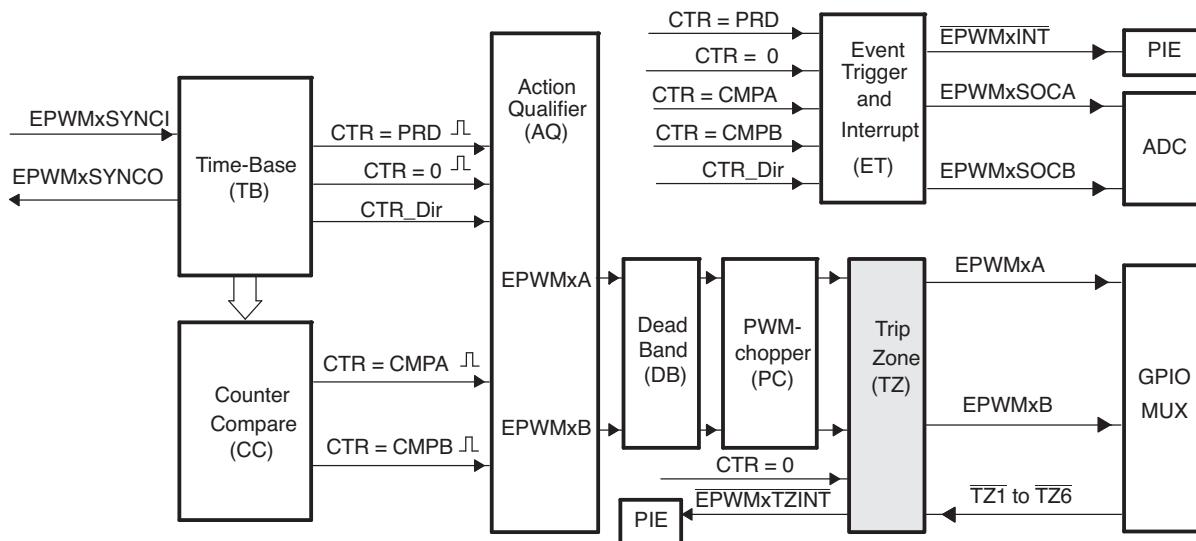 EPWMxSYNCI
EPWMxSYNCO
Time-Base
(TB)
CTR = PRD
CTR = 0
CTR_Dir
Counter
Compare
(CC)
CTR = CMPA
CTR = CMPB
Action
Qualifier
(AQ)
EPWMxA
EPWMxB
CTR = PRD
CTR = 0
CTR = CMPA
CTR = CMPB
CTR_Dir
Event
Trigger
and
Interrupt
(ET)
EPWMxINT
EPWMxSOCA
EPWMxSOCB
PIE
ADC
Dead
Band
(DB)
PWM-
chopper
(PC)
Trip
Zone
(TZ)
EPWMxA
EPWMxB
CTR = 0
EPWMxTZINT
PIE
TZ1 to TZ6
GPIO
MUX